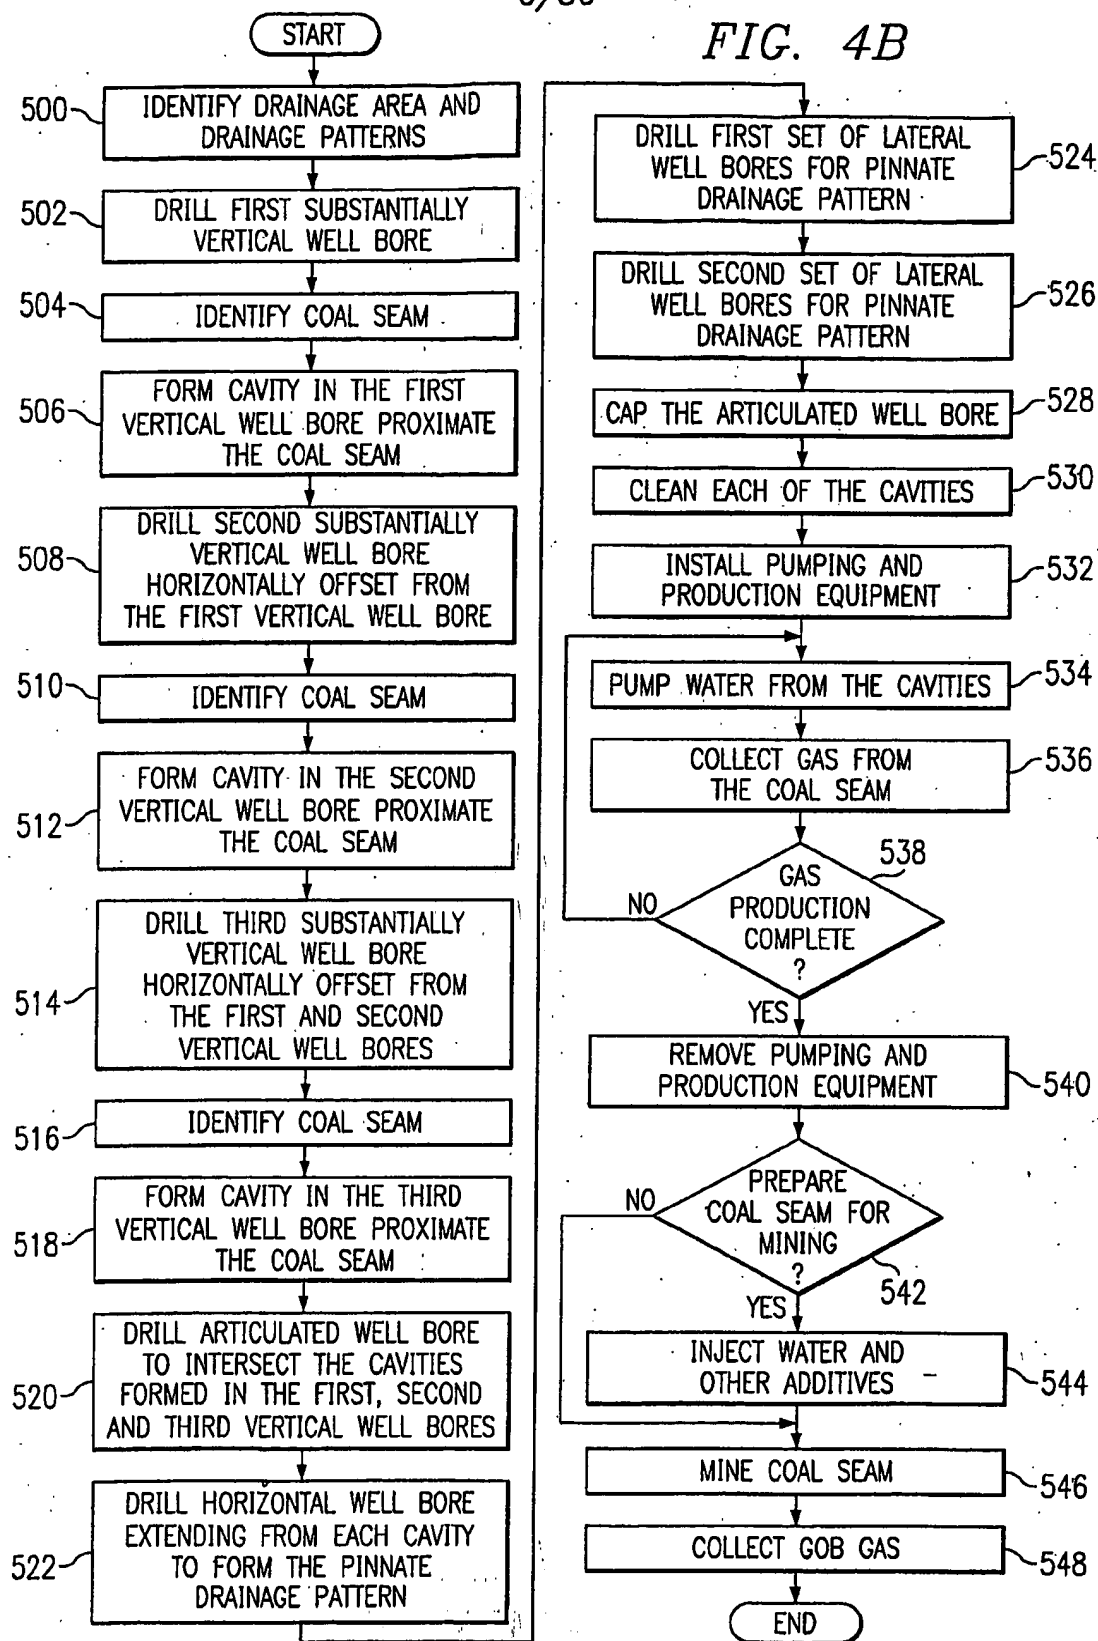 FIG. 4B
START
500
IDENTIFY DRAINAGE AREA AND
DRAINAGE PATTERNS
502
DRILL FIRST SUBSTANTIALLY
VERTICAL WELL BORE
504
IDENTIFY COAL SEAM
506
FORM CAVITY IN THE FIRST
VERTICAL WELL BORE PROXIMATE
THE COAL SEAM
508
DRILL SECOND SUBSTANTIALLY
VERTICAL WELL BORE
HORIZONTALLY OFFSET FROM
THE FIRST VERTICAL WELL BORE
510
IDENTIFY COAL SEAM
512
FORM CAVITY IN THE SECOND
VERTICAL WELL BORE PROXIMATE
THE COAL SEAM
514
DRILL THIRD SUBSTANTIALLY
VERTICAL WELL BORE
HORIZONTALLY OFFSET FROM
THE FIRST AND SECOND
VERTICAL WELL BORES
516
IDENTIFY COAL SEAM
518
FORM CAVITY IN THE THIRD
VERTICAL WELL BORE PROXIMATE
THE COAL SEAM
520
DRILL ARTICULATED WELL BORE
TO INTERSECT THE CAVITIES
FORMED IN THE FIRST, SECOND
AND THIRD VERTICAL WELL BORES
522
DRILL HORIZONTAL WELL BORE
EXTENDING FROM EACH CAVITY
TO FORM THE PINNATE
DRAINAGE PATTERN
DRILL FIRST SET OF LATERAL
WELL BORES FOR PINNATE
DRAINAGE PATTERN
524
DRILL SECOND SET OF LATERAL
WELL BORES FOR PINNATE
DRAINAGE PATTERN
526
CAP THE ARTICULATED WELL BORE
528
CLEAN EACH OF THE CAVITIES
530
INSTALL PUMPING AND
PRODUCTION EQUIPMENT
532
PUMP WATER FROM THE CAVITIES
534
COLLECT GAS FROM
THE COAL SEAM
536
538
GAS
PRODUCTION
COMPLETE
?
NO
YES
REMOVE PUMPING AND
PRODUCTION EQUIPMENT
540
PREPARE
COAL SEAM FOR
MINING
?
NO
542
YES
INJECT WATER AND
OTHER ADDITIVES
544
MINE COAL SEAM
546
COLLECT GOB GAS
548
END